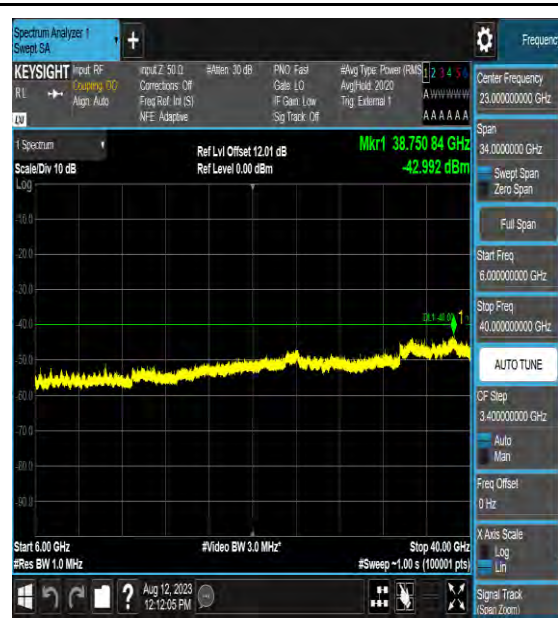 Spectrum Analyzer 1
Swept SA
+
Frequenc
KEYSIGHT
Input: RF
Coupling: DC
Align: Auto
Input Z: 50 Ω
Corrections: Off
Freq Ref: Int (S)
NFE: Adaptive
#Atten: 30 dB
PNO: Fast
Gate: LO
IF Gain: Low
Sig Track: Off
#Avg Type: Power (RMS
Avg|Hold: 20/20
Trig: External 1
1 2 3 4 5 6
A W W W W W
A A A A A A
RL
LV
1 Spectrum
Scale/Div 10 dB
Log
Ref Lvl Offset 12.01 dB
Ref Level 0.00 dBm
Mkr1 38.750 84 GHz
-42.992 dBm
-10.0
-20.0
-30.0
-40.0
-50.0
-60.0
-70.0
-80.0
-90.0
DL1 -40.00
1
Start 6.00 GHz
#Res BW 1.0 MHz
#Video BW 3.0 MHz*
Stop 40.00 GHz
#Sweep ~1.00 s (100001 pts)
Center Frequency
23.000000000 GHz
Span
34.0000000 GHz
Swept Span
Zero Span
Full Span
Start Freq
6.000000000 GHz
Stop Freq
40.000000000 GHz
AUTO TUNE
CF Step
3.400000000 GHz
Auto
Man
Freq Offset
0 Hz
X Axis Scale
Log
Lin
Signal Track
(Span Zoom)
?
Aug 12, 2023
12:12:05 PM